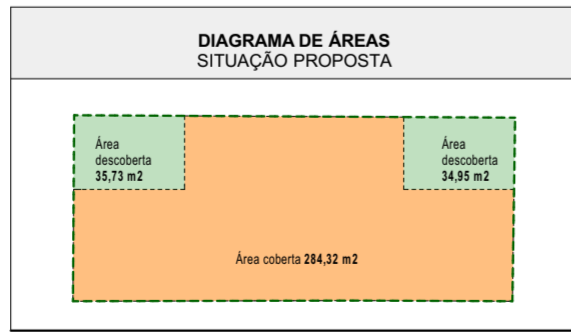 DIAGRAMA DE ÁREAS
SITUAÇÃO PROPOSTA
Área
descoberta
35,73 m2
Área
descoberta
34,95 m2
Área coberta 284,32 m2